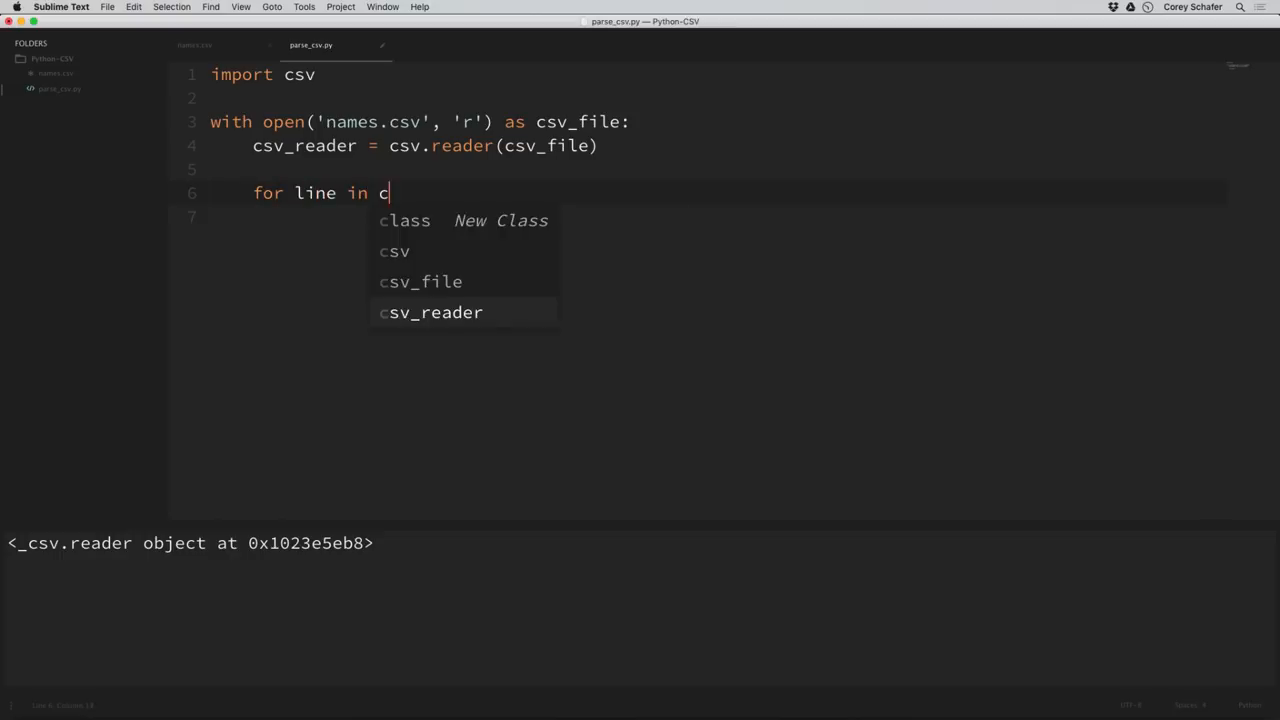 Sublime Text File Edit Selection Find View Goto Tools Project Window Help Corey Schafer
parse_csv.py — Python-CSV
FOLDERS
Python-CSV
names.csv
parse_csv.py
names.csv parse_csv.py
1 import csv
2
3 with open('names.csv', 'r') as csv_file:
4 csv_reader = csv.reader(csv_file)
5
6 for line in c
7
class New Class
csv
csv_file
csv_reader
<_csv.reader object at 0x1023e5eb8>
Line 6, Column 18 UTF-8 Spaces: 4 Python